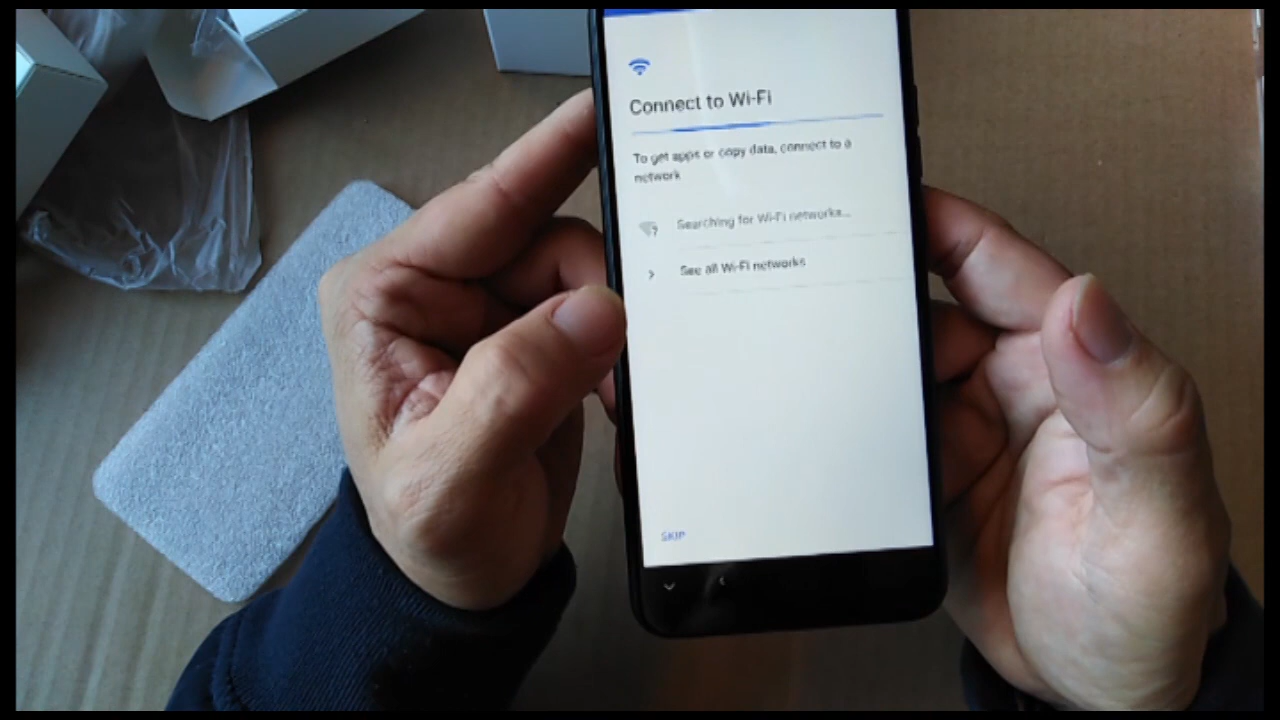 Connect to Wi-Fi
To get apps or copy data, connect to a
network
Searching for Wi-Fi networks...
See all Wi-Fi networks
SKIP